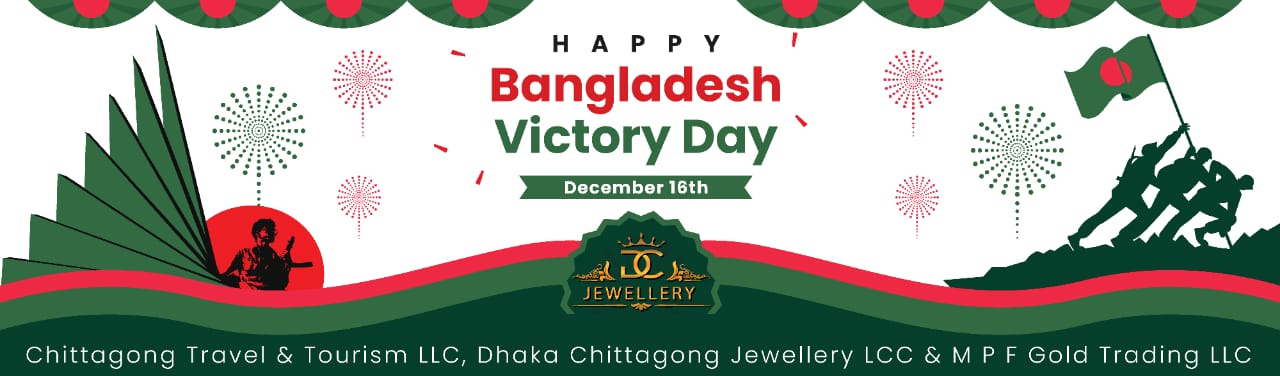 HAPPY
Bangladesh
Victory Day
December 16th
DC
JEWELLERY
Chittagong Travel & Tourism LLC, Dhaka Chittagong Jewellery LCC & M P F Gold Trading LLC